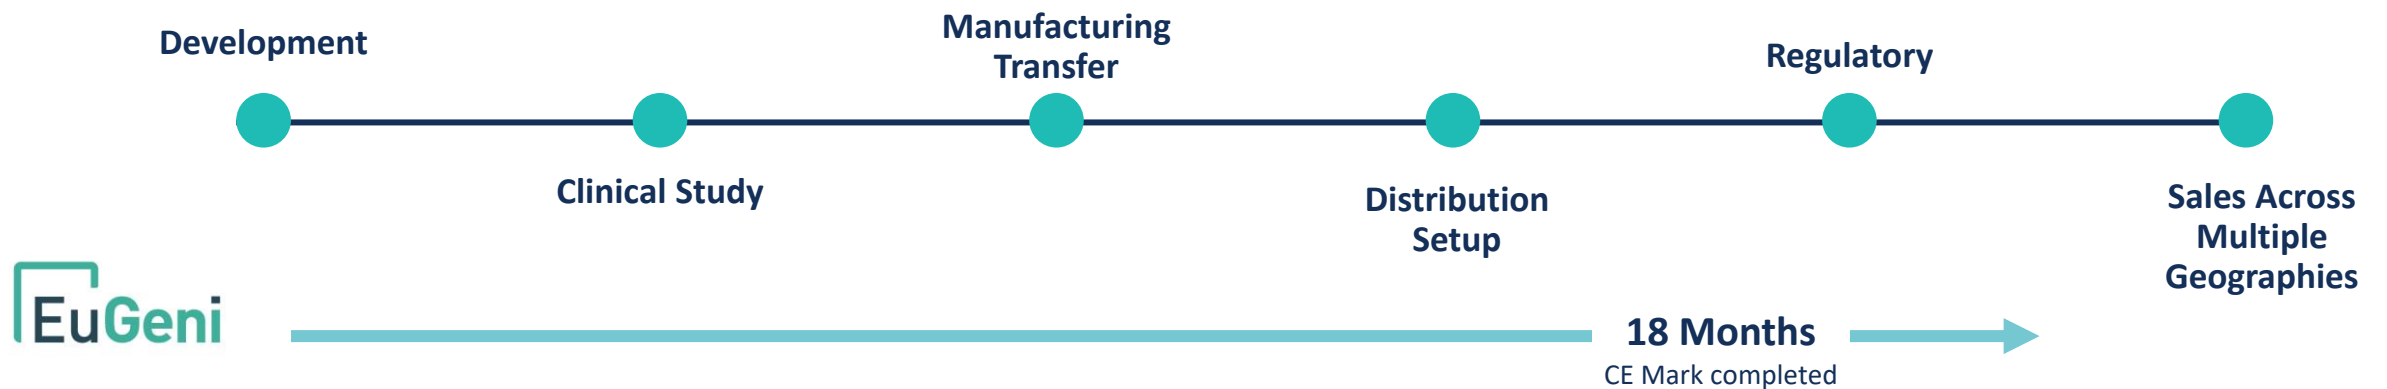 Development
Clinical Study
Manufacturing
Transfer
Distribution
Setup
Regulatory
Sales Across
Multiple
Geographies
EuGeni
18 Months
CE Mark completed